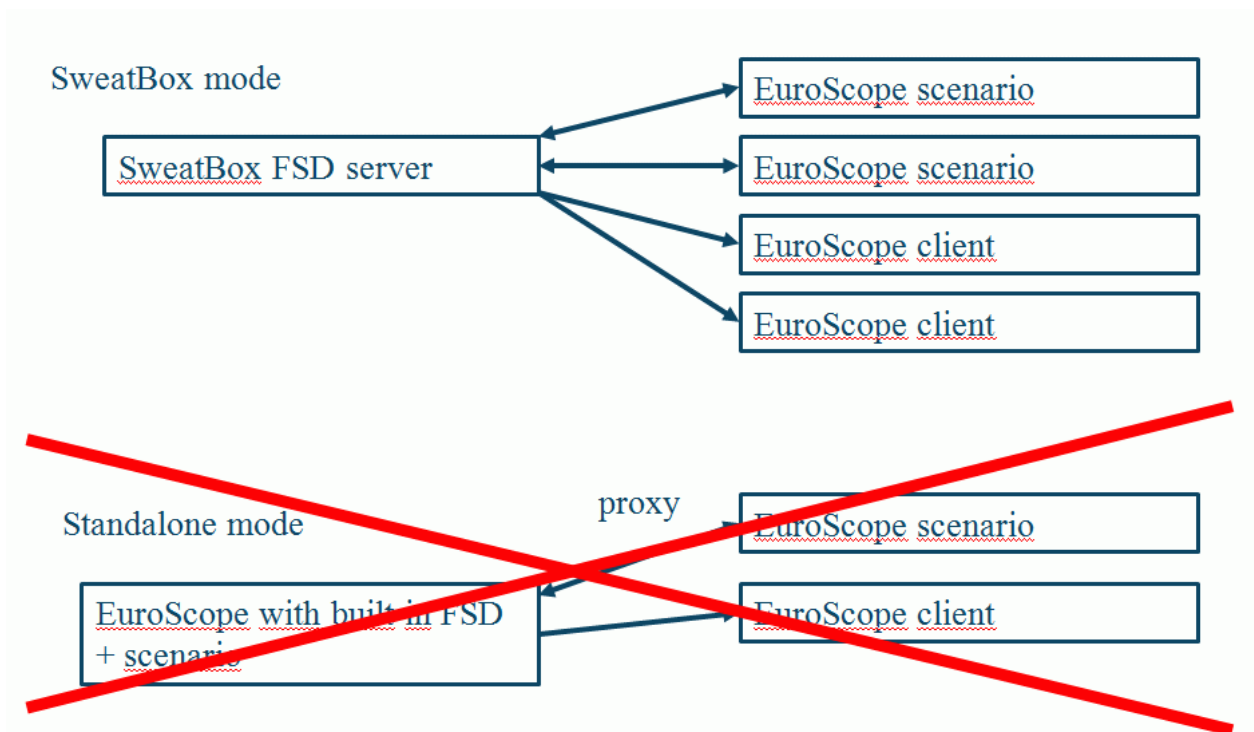 SweatBox mode
EuroScope scenario
SweatBox FSD server
EuroScope scenario
EuroScope client
EuroScope client
proxy
EuroScope scenario
Standalone mode
EuroScope with built in FSD
+ scenario
EuroScope client